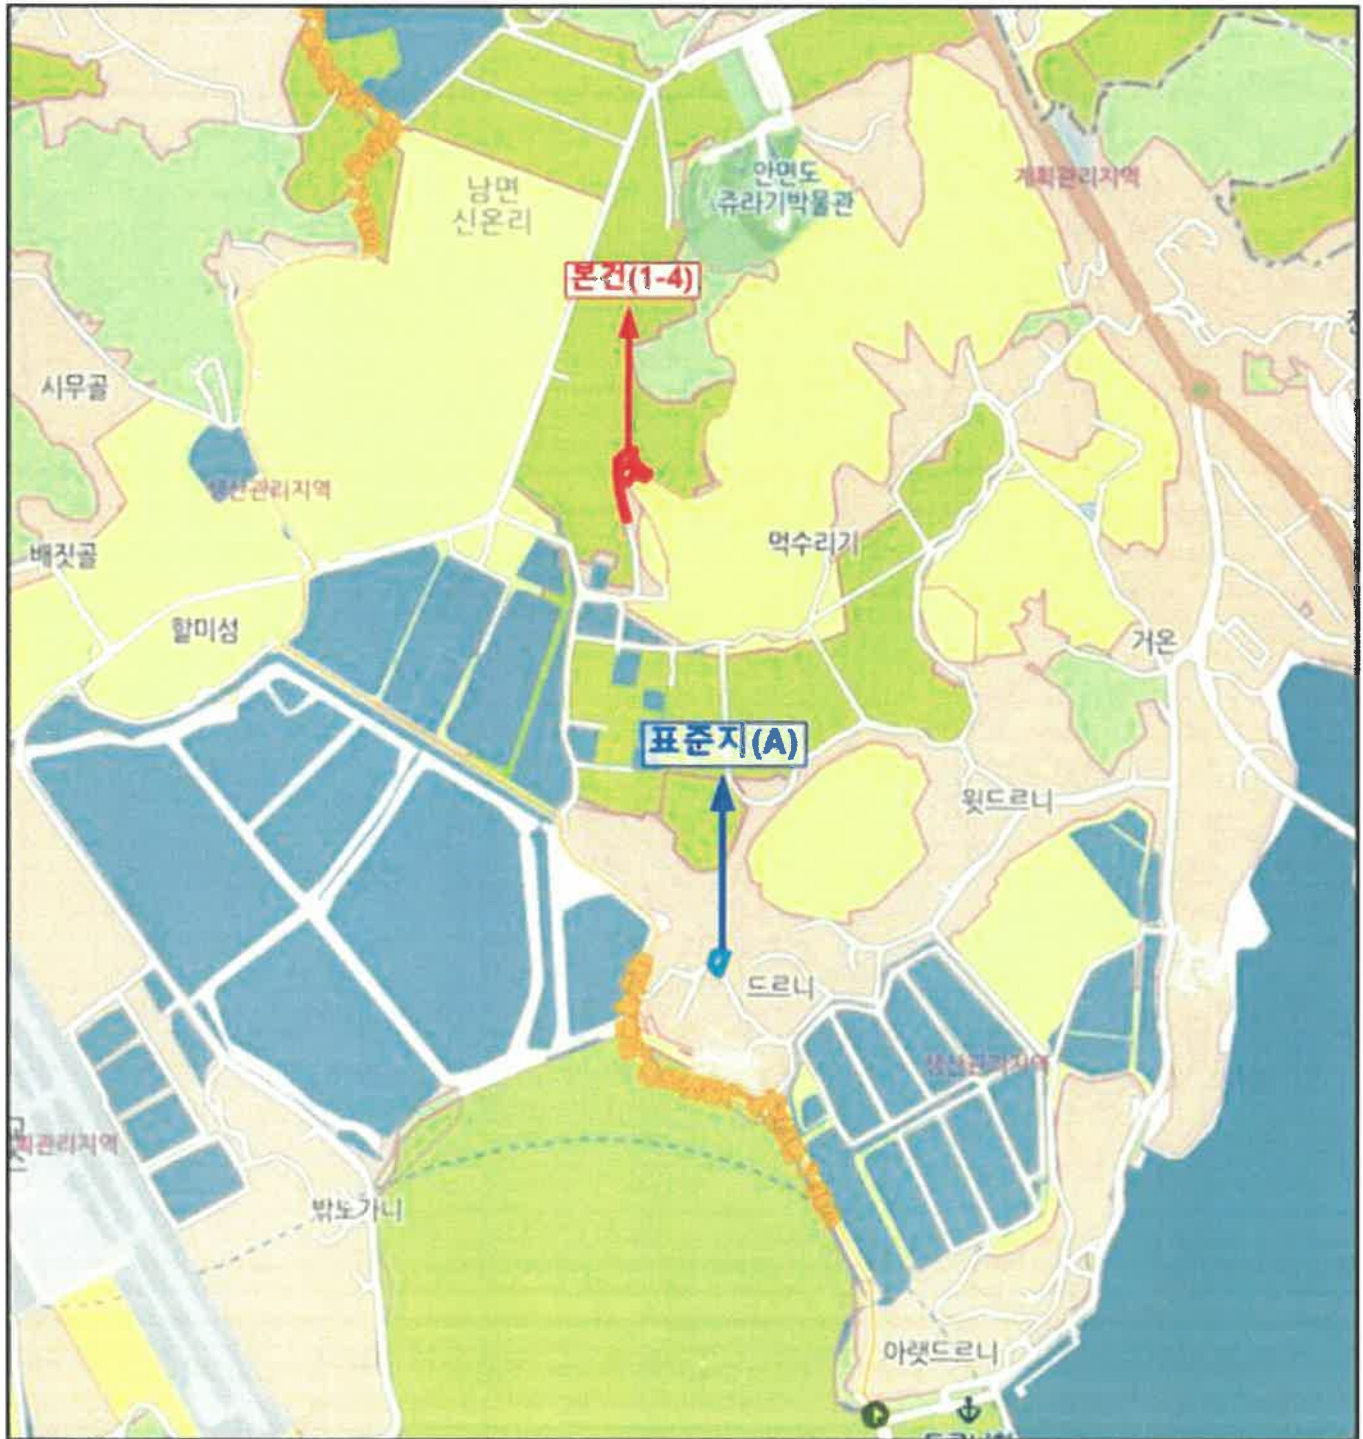 남면
신온리
안면도
쥬라기박물관
계획관리지역
본건(1-4)
시무골
생산관리지역
배짓골
먹수리기
할미섬
거온
표준지(A)
윗드르니
드르니
생산관리지역
획관리지역
밖노가니
아랫드르니